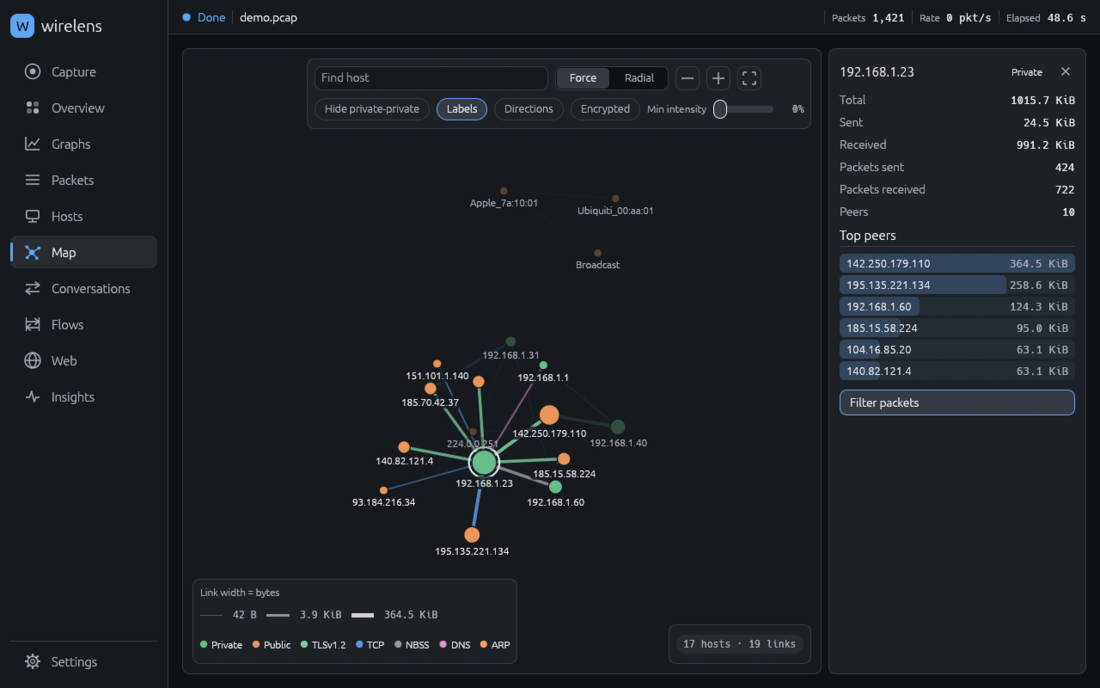 W wirelens
Capture
Overview
Graphs
Packets
Hosts
Map
Conversations
Flows
Web
Insights
Settings
Done demo.pcap
Packets 1,421 Rate 0 pkt/s Elapsed 48.6 s
Find host
Force Radial
Hide private-private Labels Directions Encrypted Min intensity 0%
Apple_7a:10:01
Ubiquiti_00:aa:01
Broadcast
192.168.1.31
151.101.1.140
192.168.1.1
185.70.42.37
142.250.179.110
192.168.1.40
224.0.0.251
140.82.121.4
185.15.58.224
192.168.1.23
93.184.216.34
192.168.1.60
195.135.221.134
Link width = bytes
42 B 3.9 KiB 364.5 KiB
Private Public TLSv1.2 TCP NBSS DNS ARP
17 hosts · 19 links
192.168.1.23 Private
Total 1015.7 KiB
Sent 24.5 KiB
Received 991.2 KiB
Packets sent 424
Packets received 722
Peers 10
Top peers
142.250.179.110 364.5 KiB
195.135.221.134 258.6 KiB
192.168.1.60 124.3 KiB
185.15.58.224 95.0 KiB
104.16.85.20 63.1 KiB
140.82.121.4 63.1 KiB
Filter packets